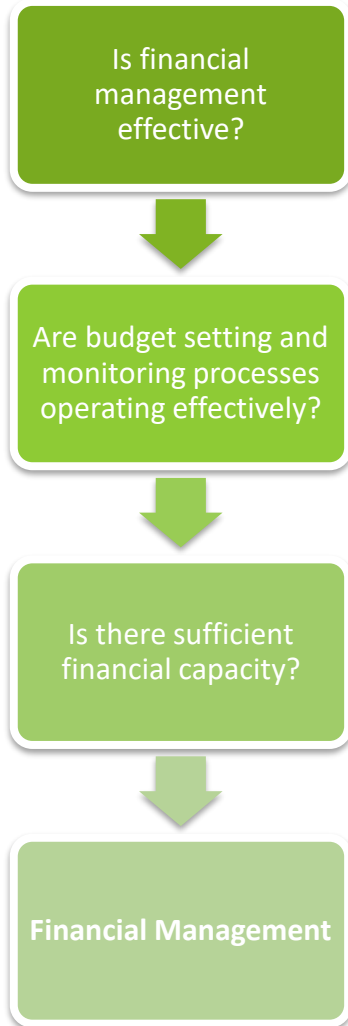 Is financial
management
effective?
Are budget setting and
monitoring processes
operating effectively?
Is there sufficient
financial capacity?
Financial Management